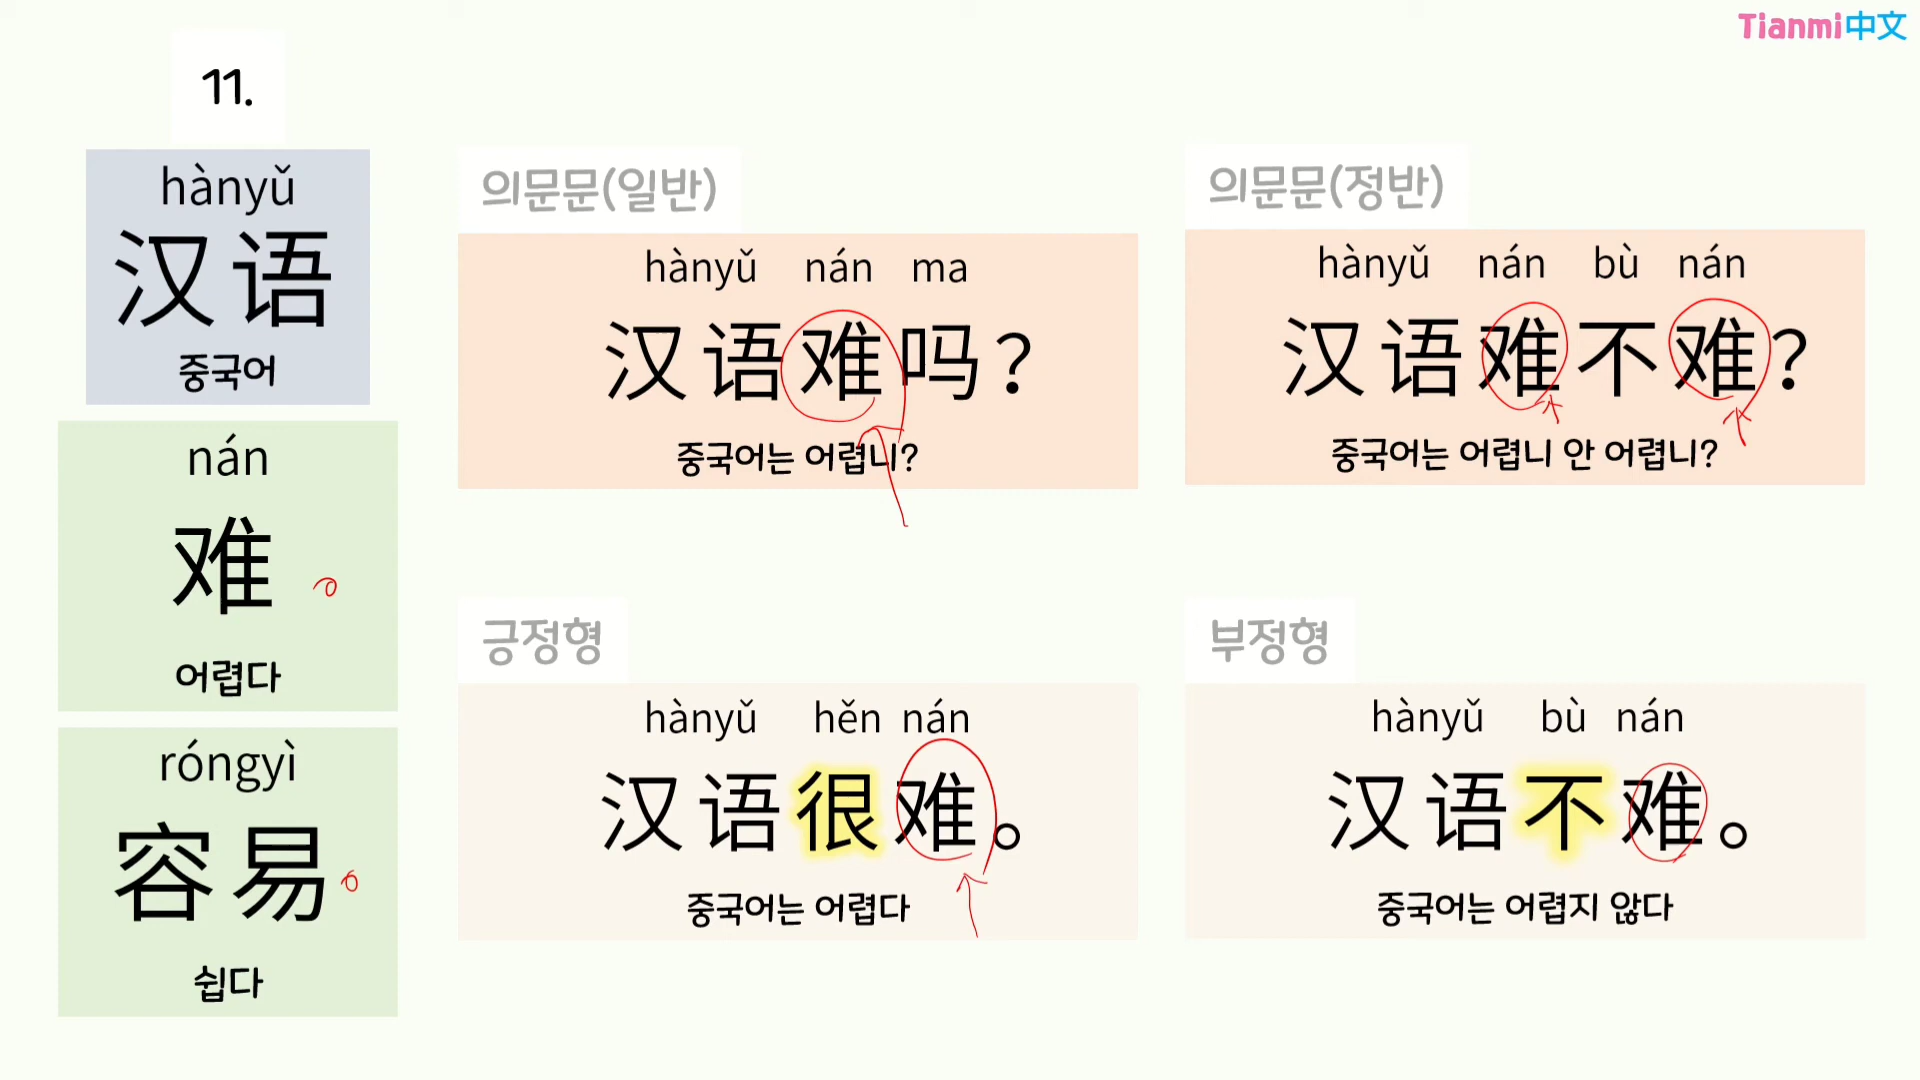 Tianmi中文
11.
hànyǔ
汉语
중국어
nán
难
어렵다
róngyì
容易
쉽다
의문문(일반)
hànyǔ nán ma
汉语难吗?
중국어는 어렵니?
의문문(정반)
hànyǔ nán bù nán
汉语难不难?
중국어는 어렵니 안 어렵니?
긍정형
hànyǔ hěn nán
汉语很难。
중국어는 어렵다
부정형
hànyǔ bù nán
汉语不难。
중국어는 어렵지 않다